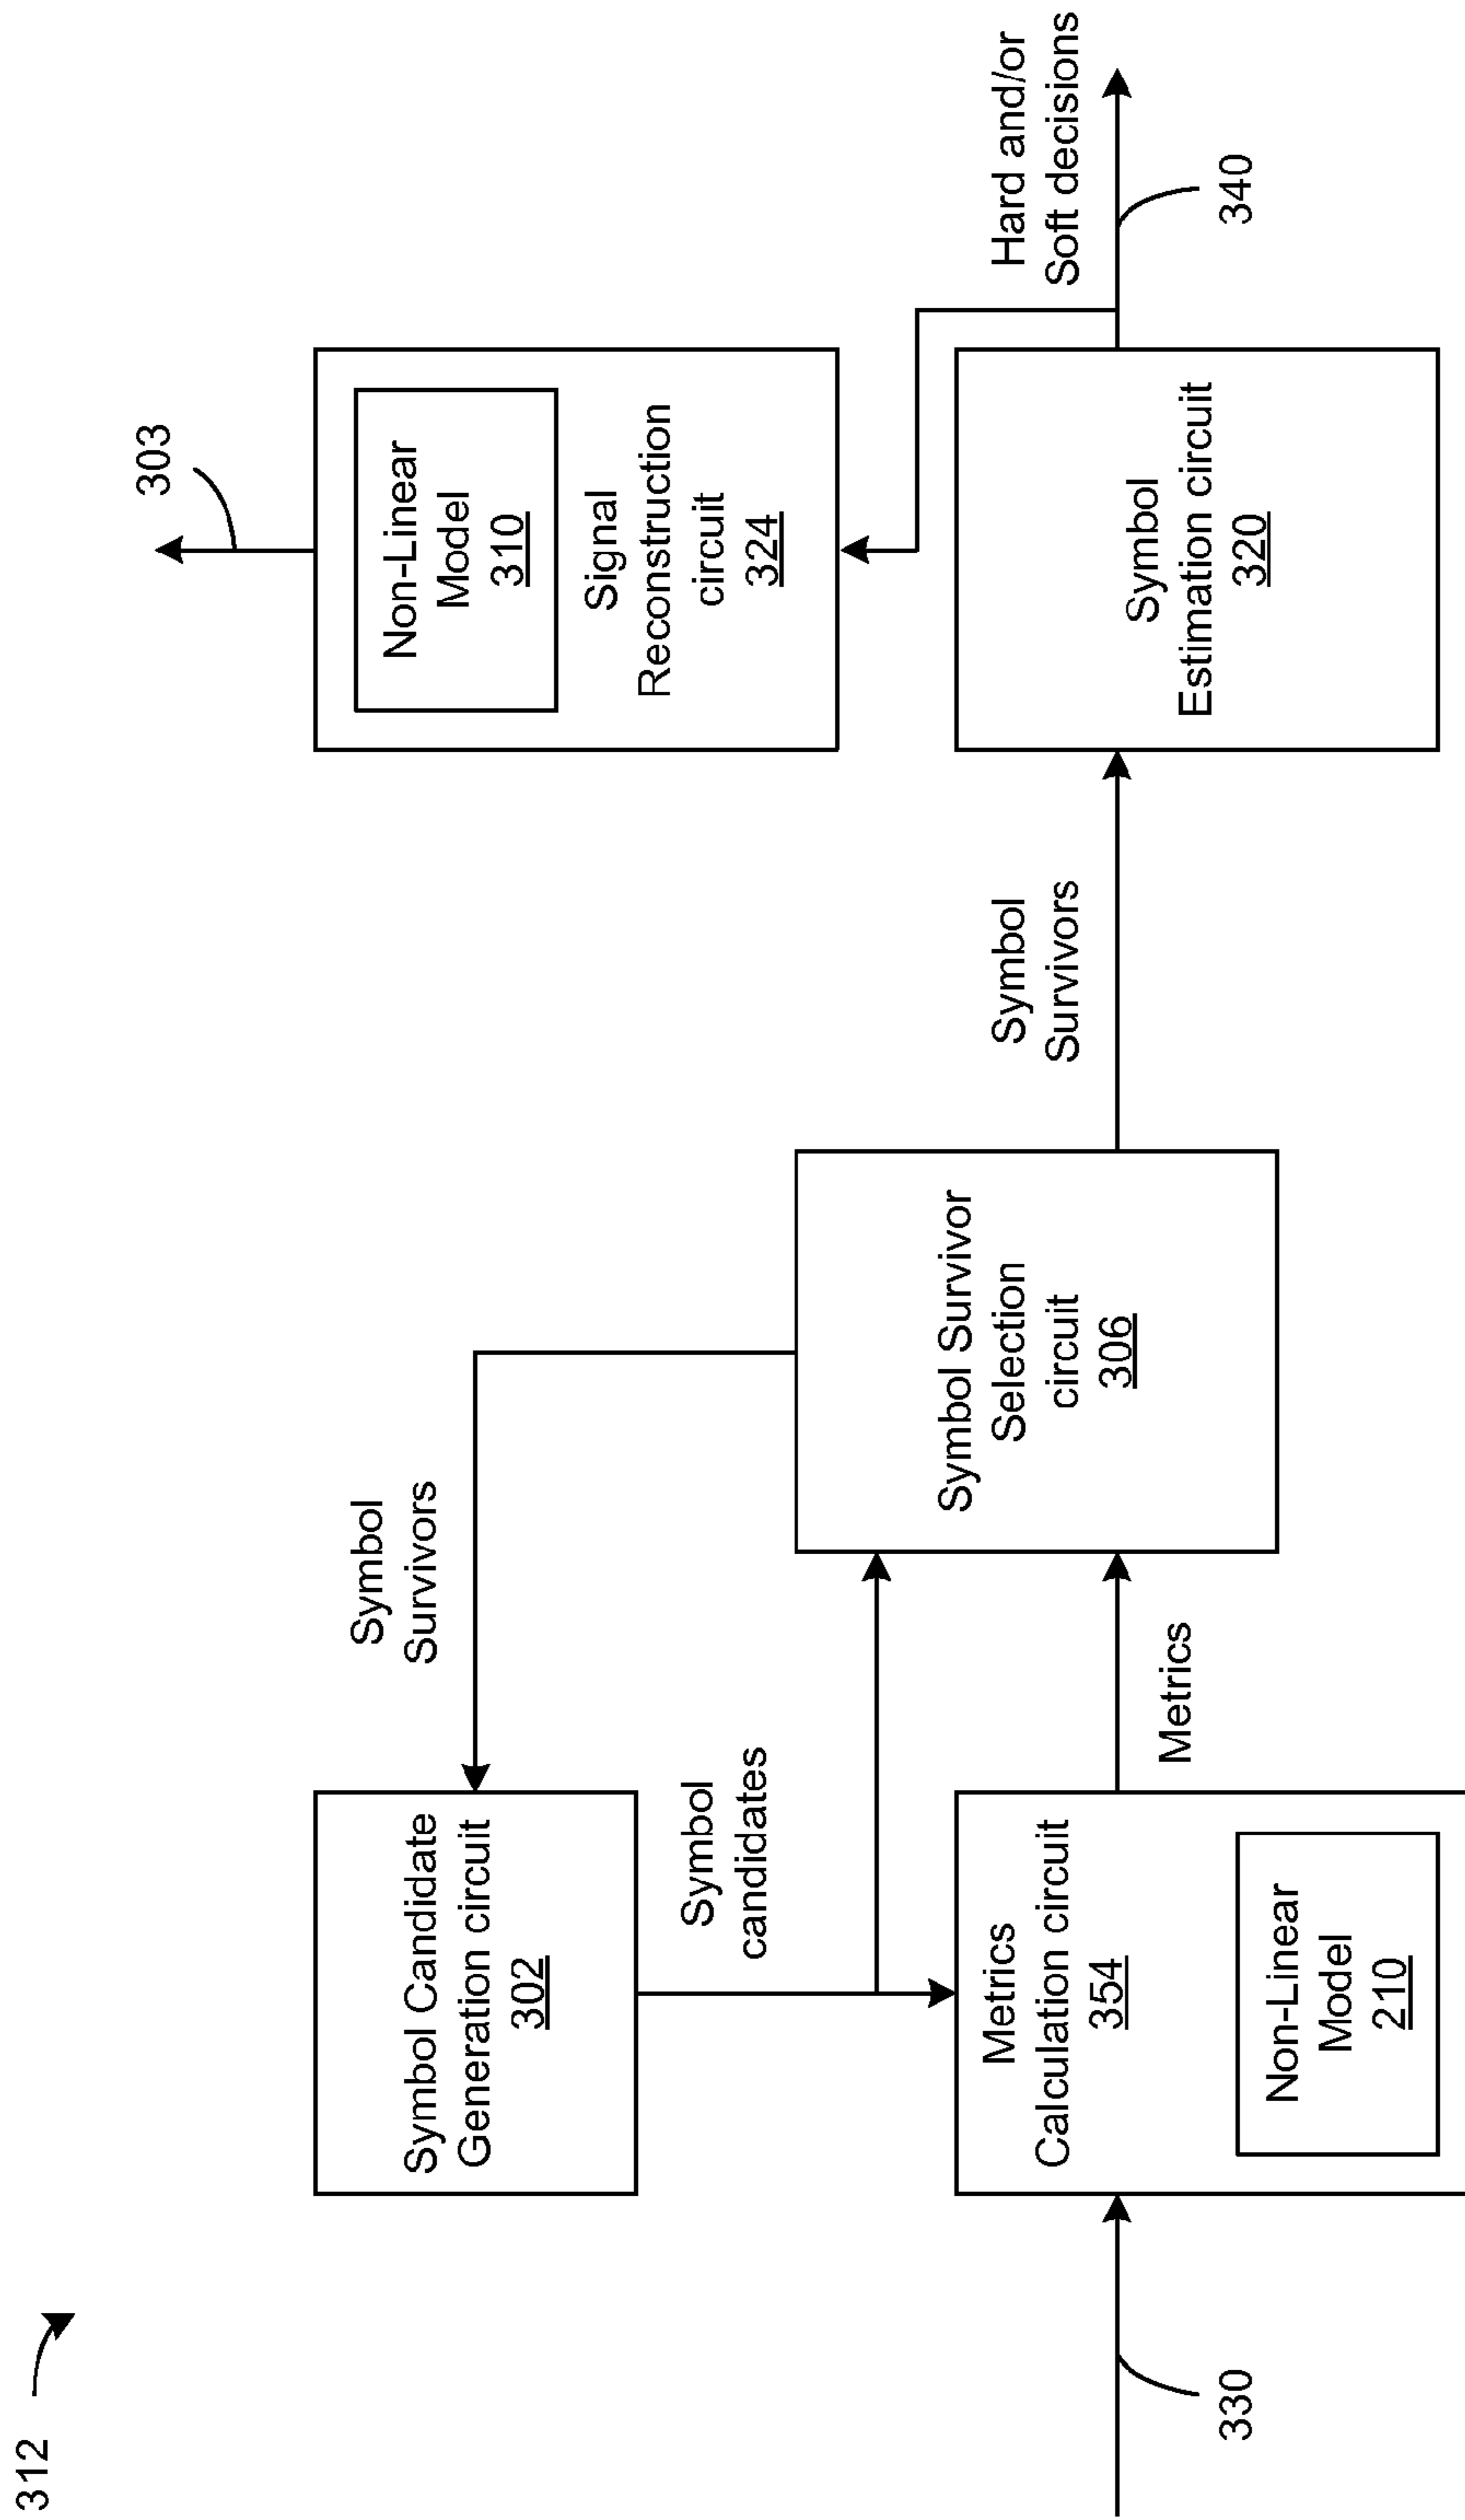 312
303
Non-Linear
Model
310
Signal
Reconstruction
circuit
324
Hard and/or
Soft decisions
340
Symbol
Estimation circuit
320
Symbol
Survivors
Symbol Survivor
Selection
circuit
306
Symbol
Survivors
Symbol Candidate
Generation circuit
302
Symbol
candidates
Metrics
Metrics
Calculation circuit
354
Non-Linear
Model
210
330